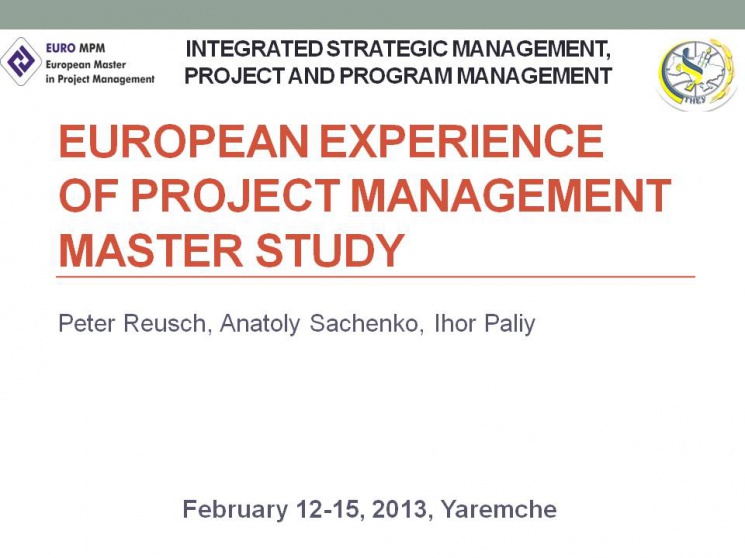 EURO MPM
European Master
in Project Management
INTEGRATED STRATEGIC MANAGEMENT,
PROJECT AND PROGRAM MANAGEMENT
ТНЕУ
EUROPEAN EXPERIENCE
OF PROJECT MANAGEMENT
MASTER STUDY
Peter Reusch, Anatoly Sachenko, Ihor Paliy
February 12-15, 2013, Yaremche